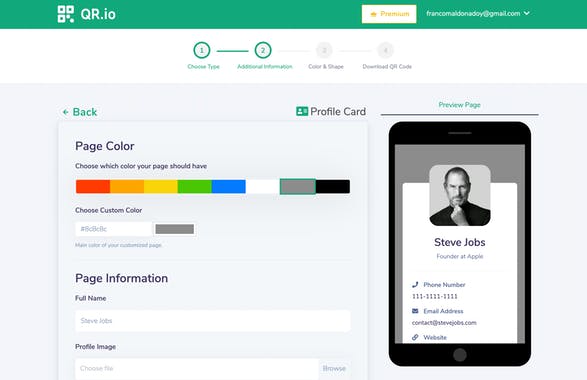 QR.io
Premium
francomaldonadoy@gmail.com
1 2 3 4
Choose Type Additional Information Color & Shape Download QR Code
Back
Profile Card
Preview Page
Page Color
Choose which color your page should have
Choose Custom Color
#8c8c8c
Main color of your customized page.
Page Information
Full Name
Steve Jobs
Profile Image
Choose file Browse
Steve Jobs
Founder at Apple
Phone Number
111-1111-1111
Email Address
contact@stevejobs.com
Website